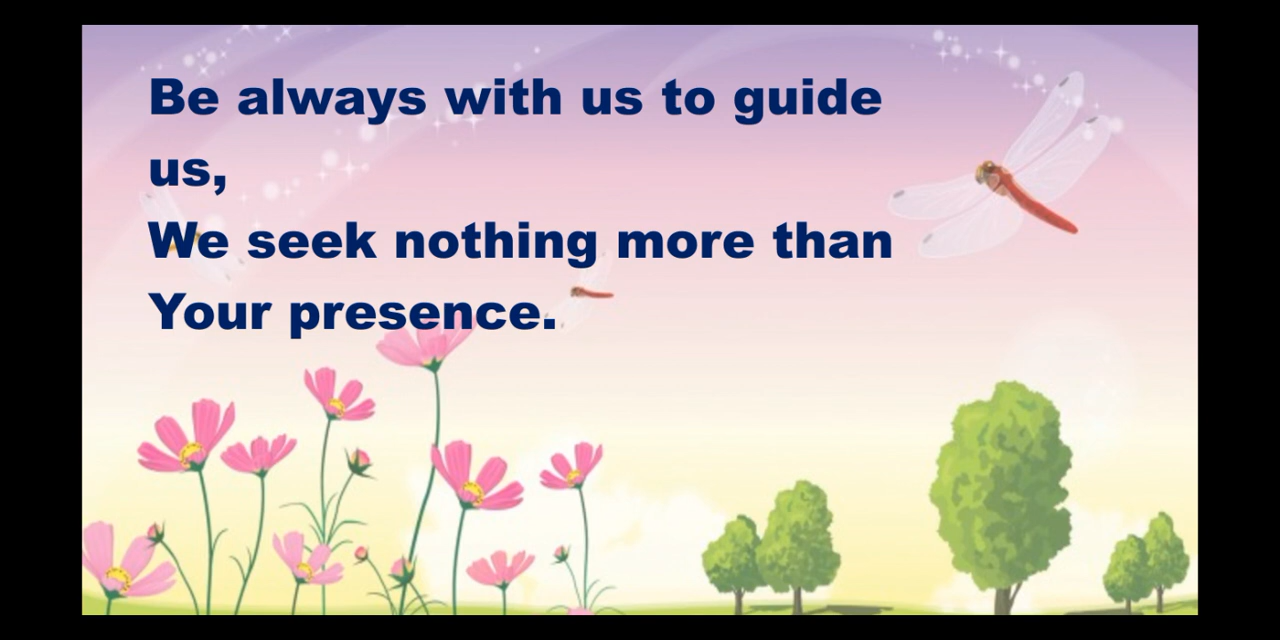 Be always with us to guide
us,
We seek nothing more than
Your presence.